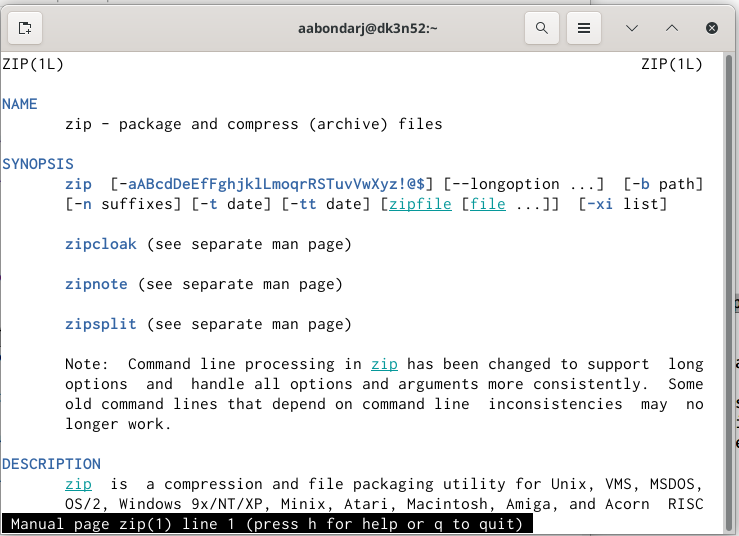 aabondarj@dk3n52:~
ZIP(1L) ZIP(1L)
NAME
zip - package and compress (archive) files
SYNOPSIS
zip [-aABcdDeEfFghjklLmoqrRSTuvVwXyz!@$] [--longoption ...] [-b path]
[-n suffixes] [-t date] [-tt date] [zipfile [file ...]] [-xi list]
zipcloak (see separate man page)
zipnote (see separate man page)
zipsplit (see separate man page)
Note: Command line processing in zip has been changed to support long
options and handle all options and arguments more consistently. Some
old command lines that depend on command line inconsistencies may no
longer work.
DESCRIPTION
zip is a compression and file packaging utility for Unix, VMS, MSDOS,
OS/2, Windows 9x/NT/XP, Minix, Atari, Macintosh, Amiga, and Acorn RISC
Manual page zip(1) line 1 (press h for help or q to quit)